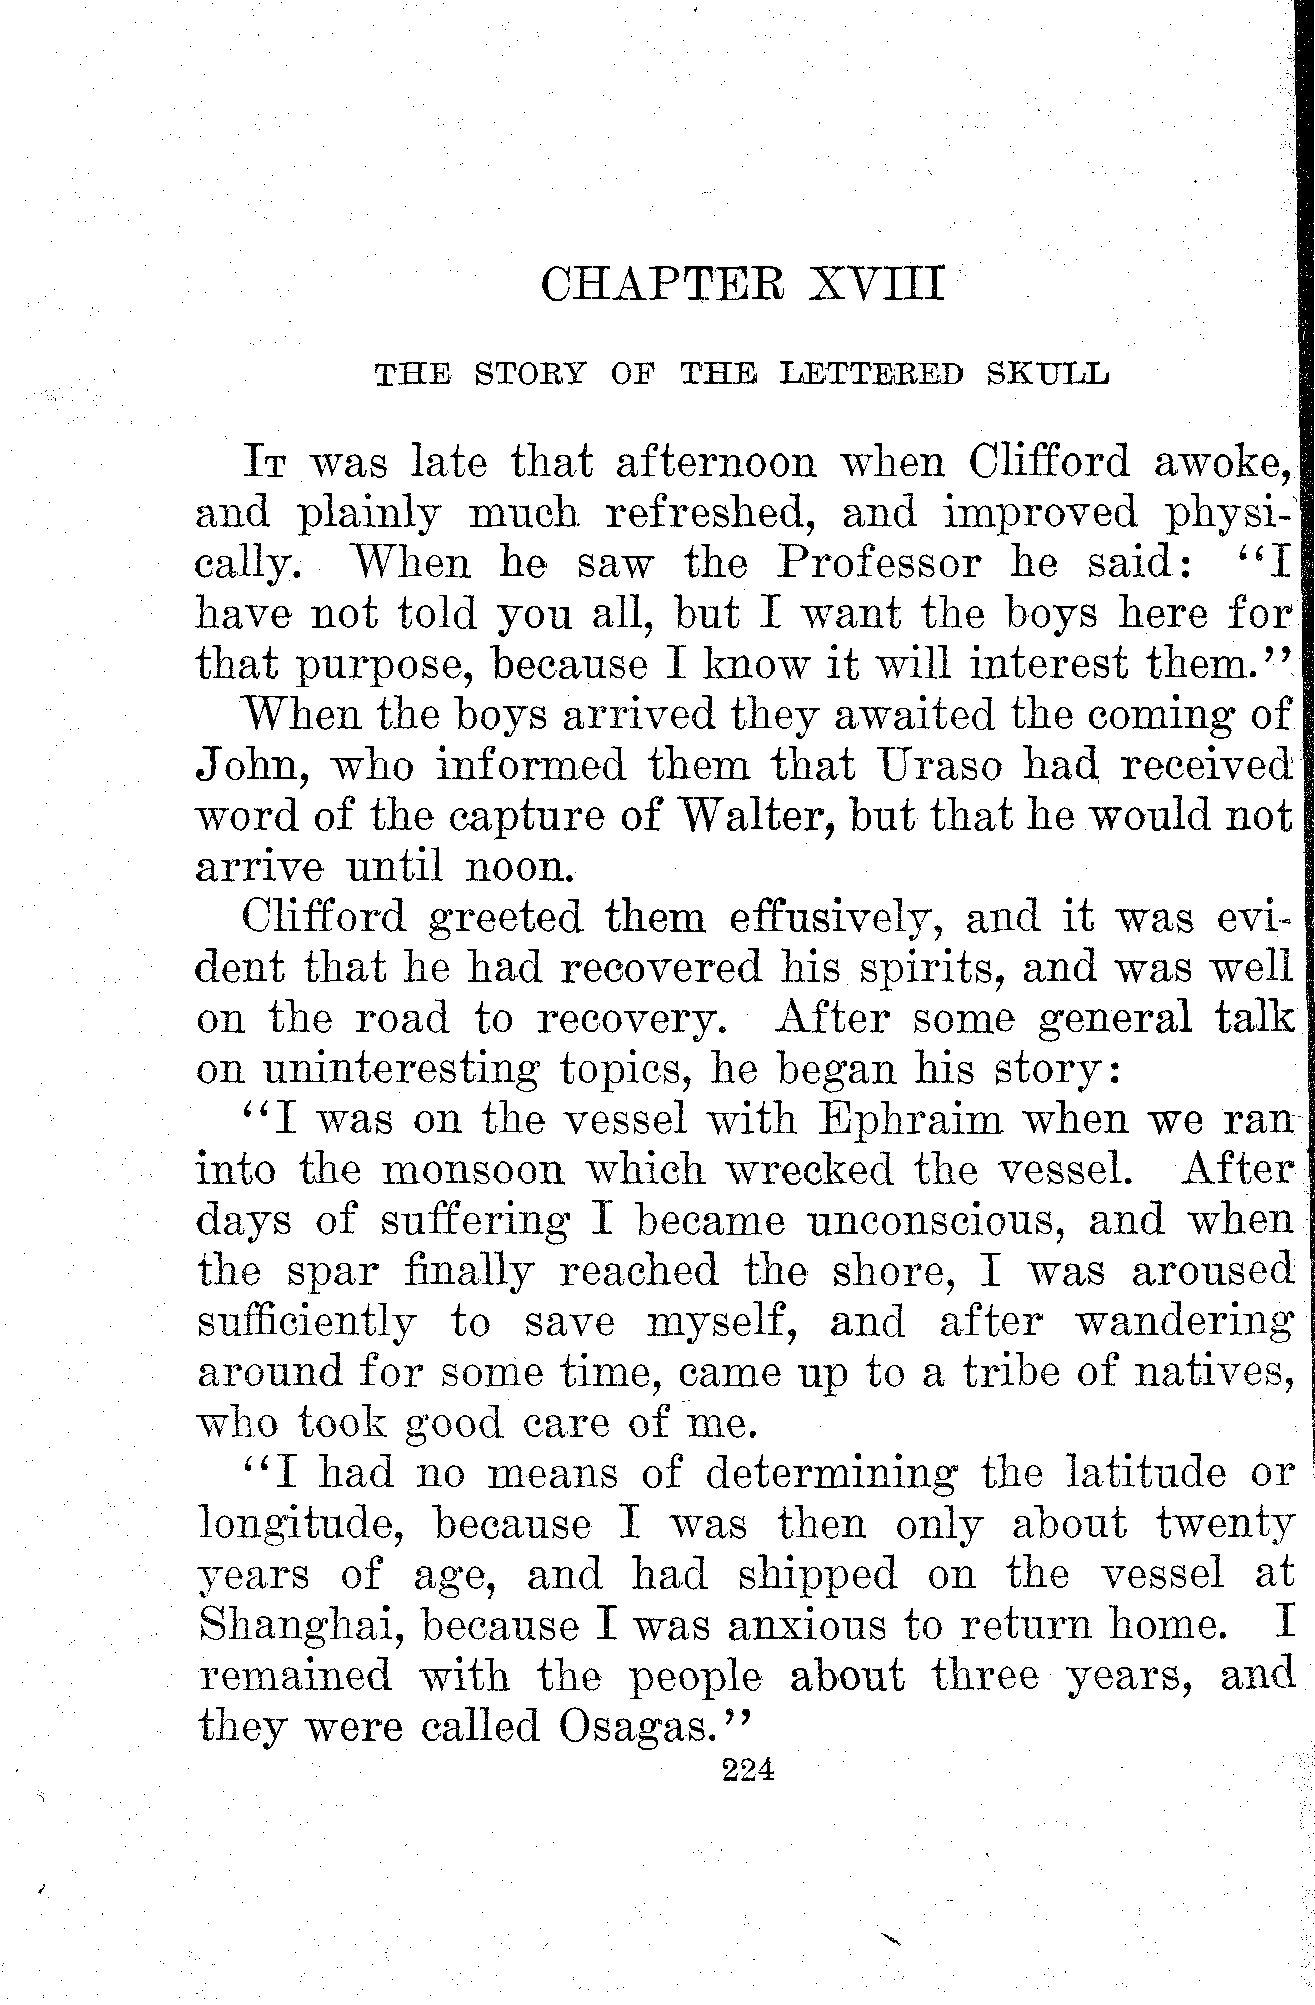 CHAPTER XVIII
THE STORY OF THE LETTERED SKULL
It was late that afternoon when Clifford awoke,
and plainly much refreshed, and improved physi-
cally. When he saw the Professor he said: "I
have not told you all, but I want the boys here for
that purpose, because I know it will interest them."
When the boys arrived they awaited the coming of
John, who informed them that Uraso had received
word of the capture of Walter, but that he would not
arrive until noon.
Clifford greeted them effusively, and it was evi-
dent that he had recovered his spirits, and was well
on the road to recovery. After some general talk
on uninteresting topics, he began his story:
"I was on the vessel with Ephraim when we ran
into the monsoon which wrecked the vessel. After
days of suffering I became unconscious, and when
the spar finally reached the shore, I was aroused
sufficiently to save myself, and after wandering
around for some time, came up to a tribe of natives,
who took good care of me.
"I had no means of determining the latitude or
longitude, because I was then only about twenty
years of age, and had shipped on the vessel at
Shanghai, because I was anxious to return home. I
remained with the people about three years, and
they were called Osagas."
224